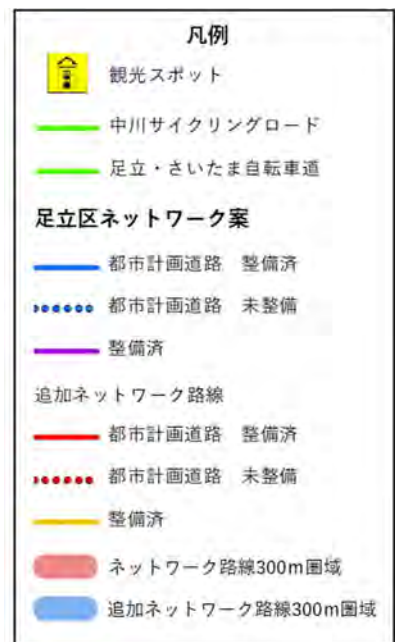 凡例
観光スポット
中川サイクリングロード
足立・さいたま自転車道
足立区ネットワーク案
都市計画道路　整備済
都市計画道路　未整備
整備済
追加ネットワーク路線
都市計画道路　整備済
都市計画道路　未整備
整備済
ネットワーク路線300m圏域
追加ネットワーク路線300m圏域